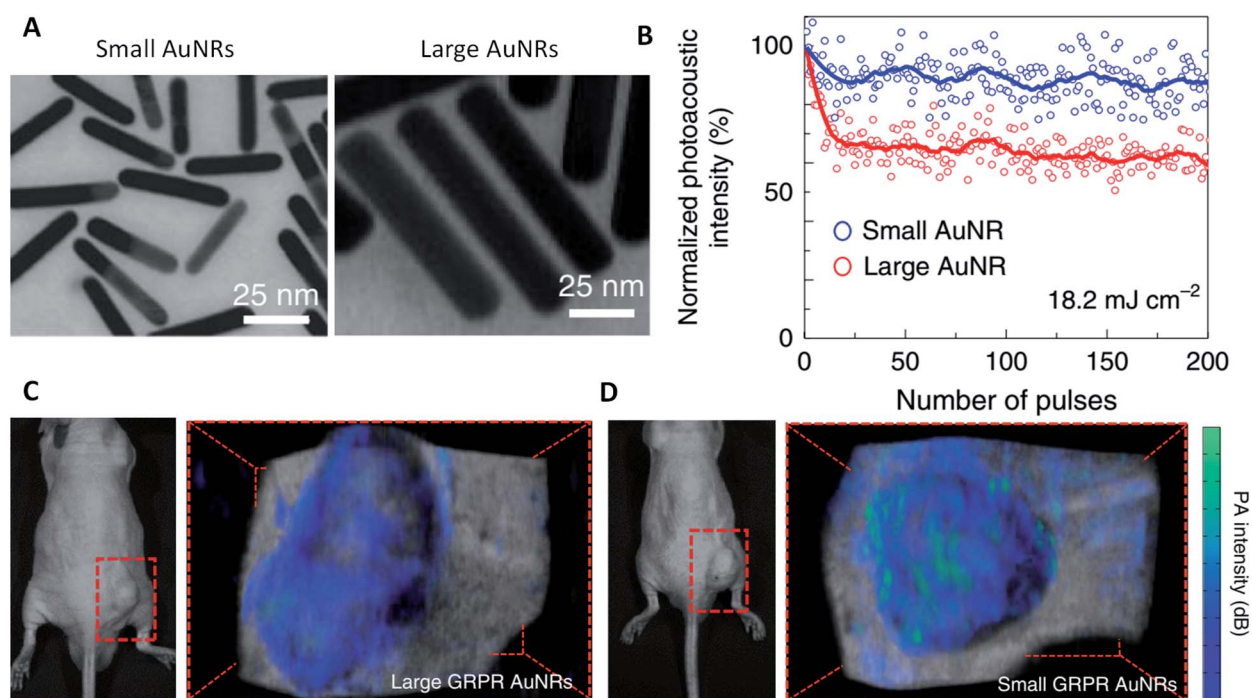 A
Small AuNRs
Large AuNRs
25 nm
25 nm
B
Normalized photoacoustic
intensity (%)
100
50
0
Small AuNR
Large AuNR
18.2 mJ cm⁻²
0 50 100 150 200
Number of pulses
C
Large GRPR AuNRs
D
Small GRPR AuNRs
PA intensity (dB)